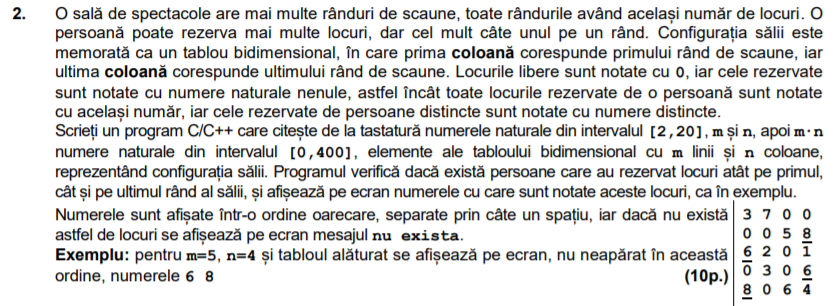 2. O sală de spectacole are mai multe rânduri de scaune, toate rândurile având același număr de locuri. O
persoană poate rezerva mai multe locuri, dar cel mult câte unul pe un rând. Configurația sălii este
memorată ca un tablou bidimensional, în care prima coloană corespunde primului rând de scaune, iar
ultima coloană corespunde ultimului rând de scaune. Locurile libere sunt notate cu 0, iar cele rezervate
sunt notate cu numere naturale nenule, astfel încât toate locurile rezervate de o persoană sunt notate
cu același număr, iar cele rezervate de persoane distincte sunt notate cu numere distincte.
Scrieți un program C/C++ care citește de la tastatură numerele naturale din intervalul [2,20], m și n, apoi m·n
numere naturale din intervalul [0,400], elemente ale tabloului bidimensional cu m linii și n coloane,
reprezentând configurația sălii. Programul verifică dacă există persoane care au rezervat locuri atât pe primul,
cât și pe ultimul rând al sălii, și afișează pe ecran numerele cu care sunt notate aceste locuri, ca în exemplu.
Numerele sunt afișate într-o ordine oarecare, separate prin câte un spațiu, iar dacă nu există
astfel de locuri se afișează pe ecran mesajul nu exista.
Exemplu: pentru m=5, n=4 și tabloul alăturat se afișează pe ecran, nu neapărat în această
ordine, numerele 6 8 (10p.)
3 7 0 0
0 0 5 8
6 2 0 1
0 3 0 6
8 0 6 4